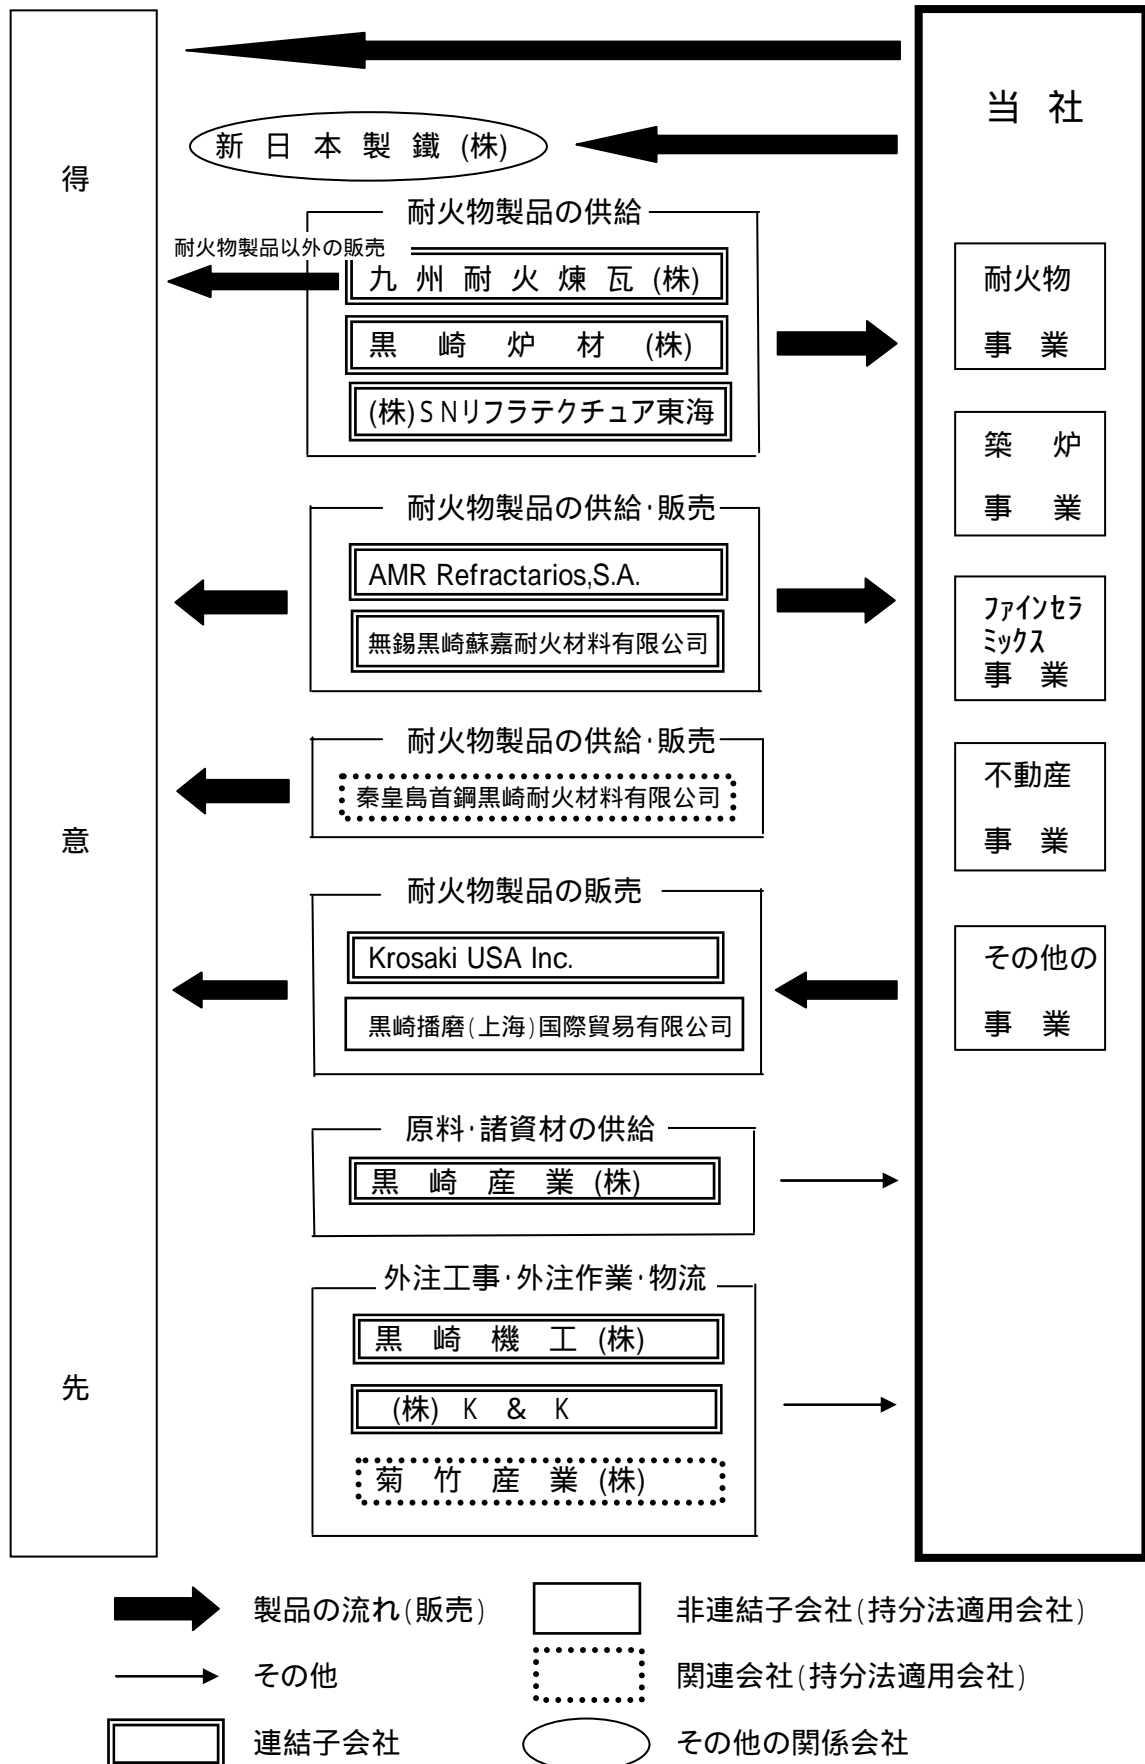 得
意
先
当 社
新 日 本 製 鐵 (株)
耐火物製品の供給
耐火物製品以外の販売
九 州 耐 火 煉 瓦 (株)
黒 崎 炉 材 (株)
(株)SNリフラテクチュア東海
耐火物製品の供給・販売
AMR Refractarios,S.A.
無錫黒崎蘇嘉耐火材料有限公司
耐火物製品の供給・販売
秦皇島首鋼黒崎耐火材料有限公司
耐火物製品の販売
Krosaki USA Inc.
黒崎播磨(上海)国際貿易有限公司
原料・諸資材の供給
黒 崎 産 業 (株)
外注工事・外注作業・物流
黒 崎 機 工 (株)
(株) K & K
菊 竹 産 業 (株)
耐火物
事 業
築 炉
事 業
ファインセラ
ミックス
事 業
不動産
事 業
その他の
事 業
製品の流れ(販売)
その他
連結子会社
非連結子会社(持分法適用会社)
関連会社(持分法適用会社)
その他の関係会社